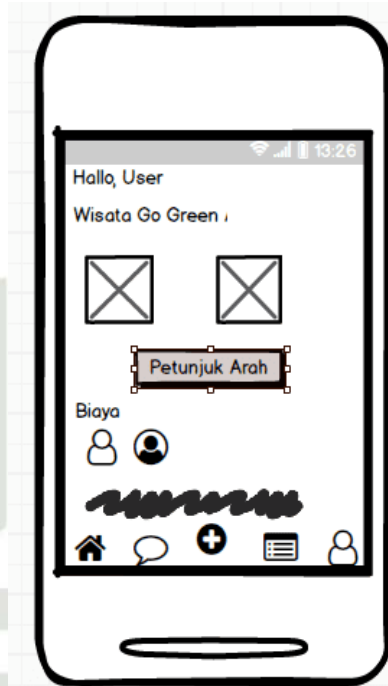 13:26
Hallo, User
Wisata Go Green
Petunjuk Arah
Biaya